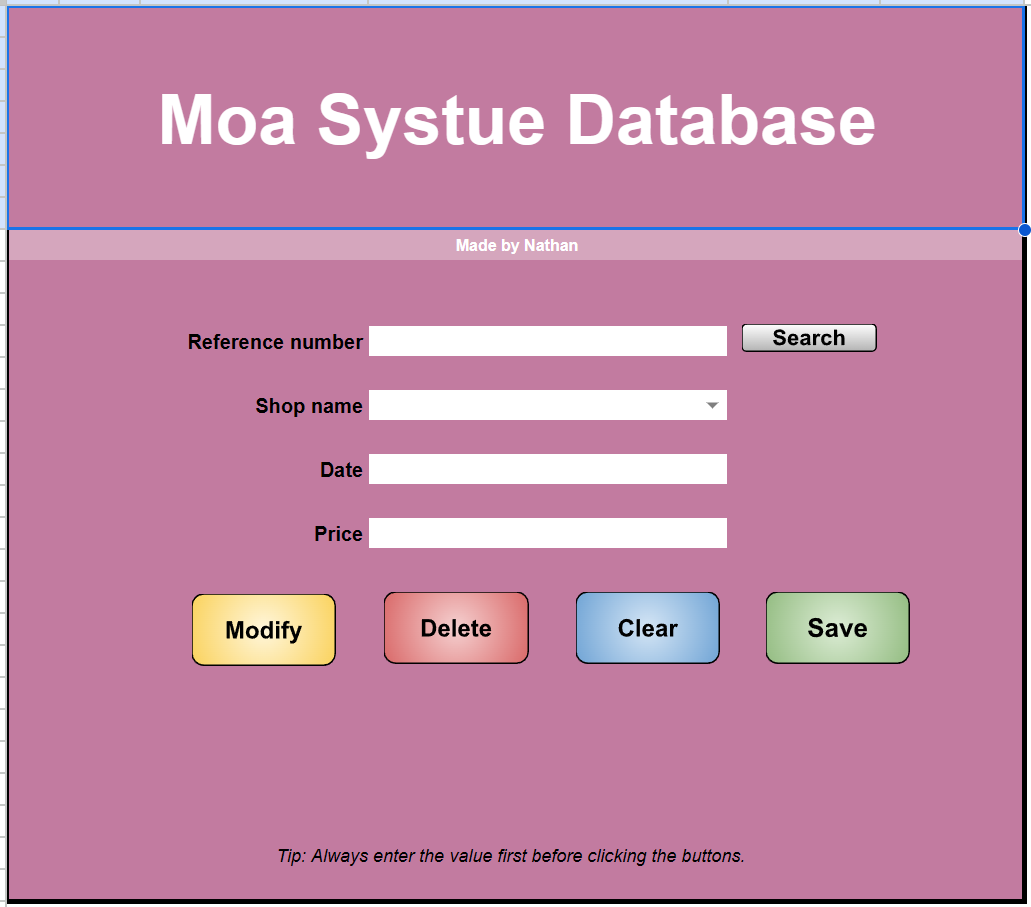 Moa Systue Database
Made by Nathan
Reference number
Search
Shop name
Date
Price
Modify
Delete
Clear
Save
Tip: Always enter the value first before clicking the buttons.